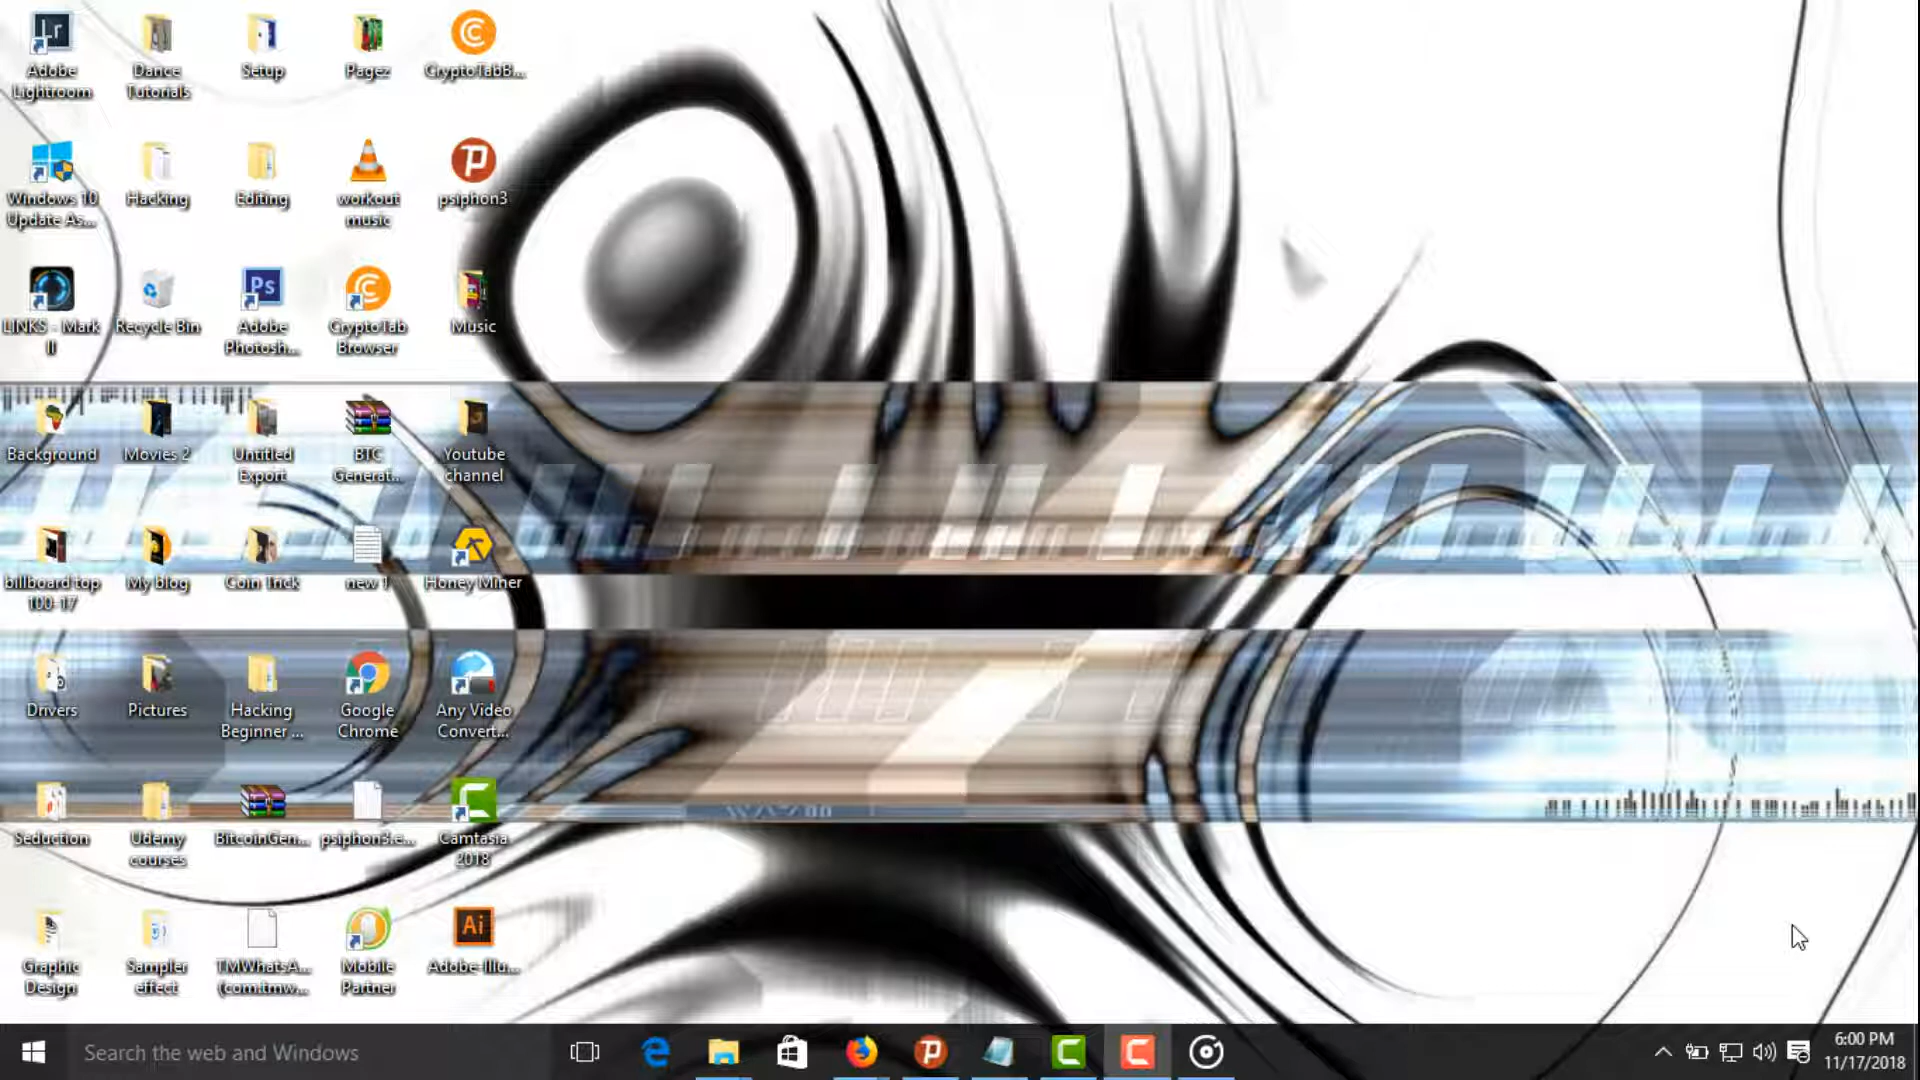 Adobe Lightroom
Dance Tutorials
Setup
Pagez
CryptoTabB...
Windows 10 Update As...
Hacking
Editing
workout music
psiphon3
LINKS - Mark II
Recycle Bin
Adobe Photosh...
CryptoTab Browser
Music
Background
Movies 2
Untitled Export
BTC Generat...
Youtube channel
billboard top 100-17
My blog
Coin Trick
new 1
Honey Miner
Drivers
Pictures
Hacking Beginner ...
Google Chrome
Any Video Convert...
Seduction
Udemy courses
BitcoinGen...
psiphon3.e...
Camtasia 2018
Graphic Design
Sampler effect
TMWhatsA... (com.tmw...
Mobile Partner
Adobe Illu...
Search the web and Windows
6:00 PM
11/17/2018